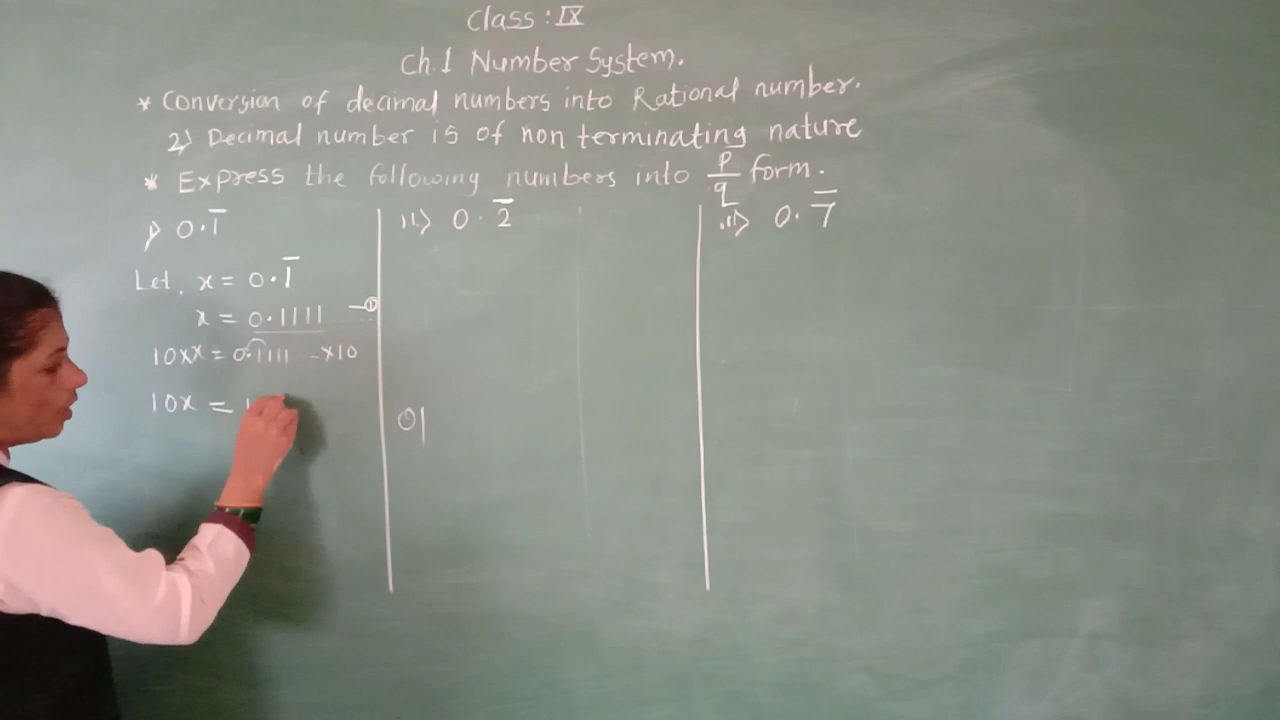 Class : IX
Ch.1 Number System.
* Conversion of decimal numbers into Rational number.
2) Decimal number is of non terminating nature
* Express the following numbers into p/q form.
i) 0.1̅
Let, x = 0.1̅
x = 0.1111 —①
10×x = 0.1111 -×10
10x = 1
ii) 0.2̅
01
iii) 0.7̅